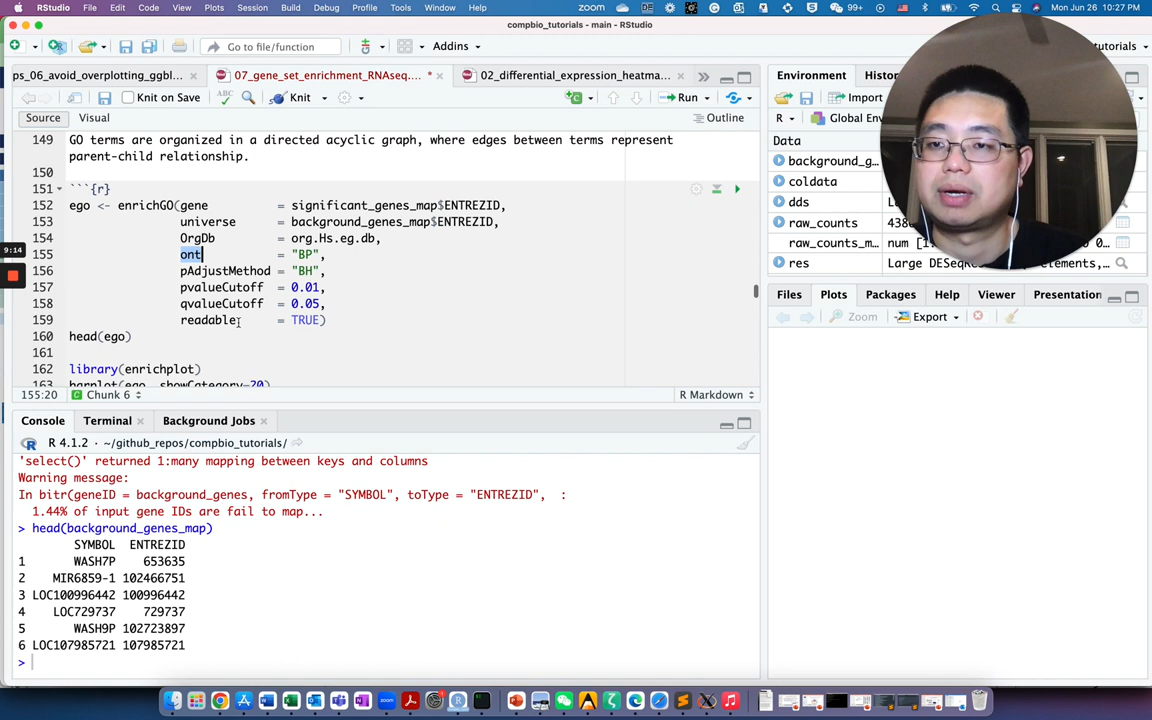 RStudio File Edit Code View Plots Session Build Debug Profile Tools Window Help zoom 99+ Mon Jun 26 10:27 PM
compbio_tutorials - main - RStudio
Go to file/function Addins tutorials
ps_06_avoid_overplotting_ggbl... 07_gene_set_enrichment_RNAseq.... * 02_differential_expression_heatma...
Knit on Save Knit Run
Source Visual Outline
149 GO terms are organized in a directed acyclic graph, where edges between terms represent
parent-child relationship.
150
151 ```{r}
152 ego <- enrichGO(gene = significant_genes_map$ENTREZID,
153 universe = background_genes_map$ENTREZID,
154 OrgDb = org.Hs.eg.db,
155 ont = "BP",
156 pAdjustMethod = "BH",
157 pvalueCutoff = 0.01,
158 qvalueCutoff = 0.05,
159 readable = TRUE)
160 head(ego)
161
162 library(enrichplot)
163 barplot(ego, showCategory=20)
155:20 Chunk 6 R Markdown
9:14
Console Terminal Background Jobs
R 4.1.2 · ~/github_repos/compbio_tutorials/
'select()' returned 1:many mapping between keys and columns
Warning message:
In bitr(geneID = background_genes, fromType = "SYMBOL", toType = "ENTREZID", :
1.44% of input gene IDs are fail to map...
> head(background_genes_map)
SYMBOL ENTREZID
1 WASH7P 653635
2 MIR6859-1 102466751
3 LOC100996442 100996442
4 LOC729737 729737
5 WASH9P 102723897
6 LOC107985721 107985721
>
Environment Histo
Import
R Global Env
Data
background_g...
coldata
dds
raw_counts
raw_counts_m... num [1
res Large DESeqRes
Files Plots Packages Help Viewer Presentation
Zoom Export